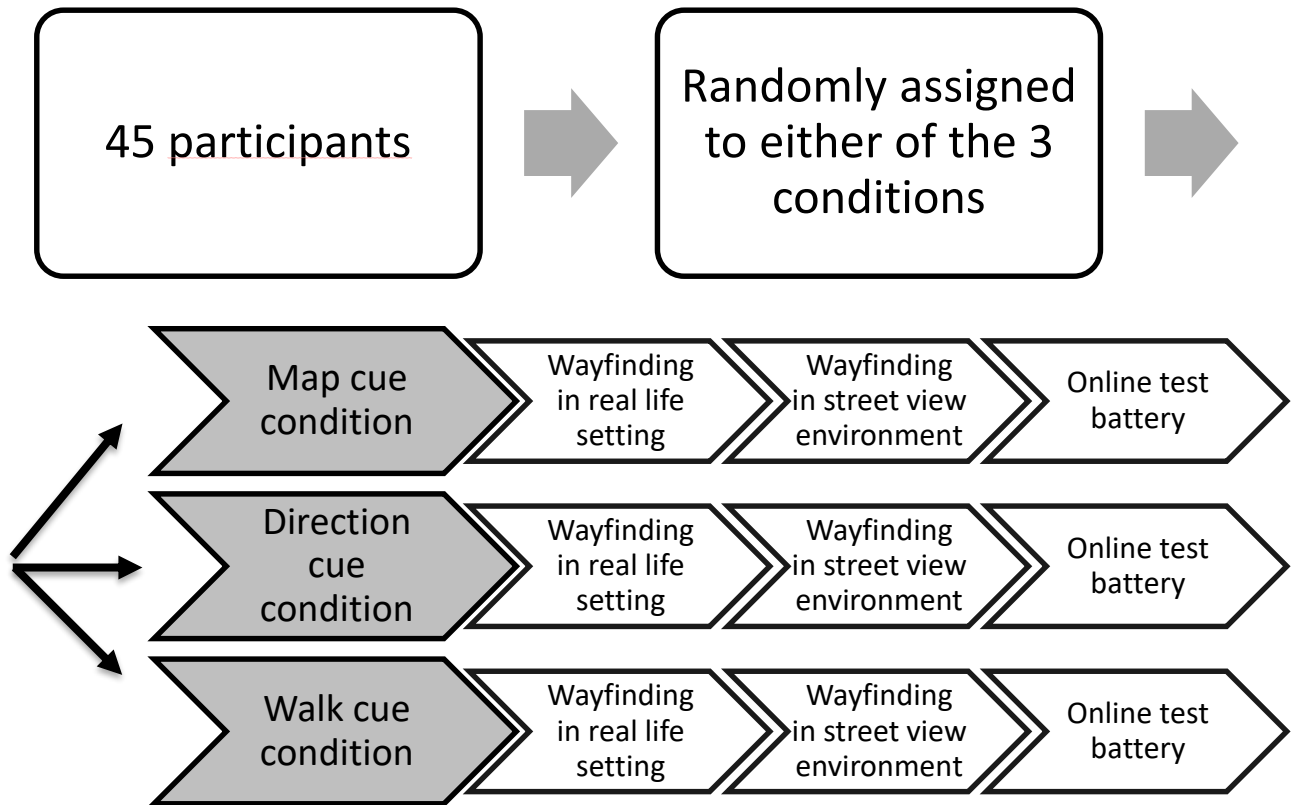 45 participants
Randomly assigned
to either of the 3
conditions
Map cue
condition
Wayfinding
in real life
setting
Wayfinding
in street view
environment
Online test
battery
Direction
cue
condition
Wayfinding
in real life
setting
Wayfinding
in street view
environment
Online test
battery
Walk cue
condition
Wayfinding
in real life
setting
Wayfinding
in street view
environment
Online test
battery